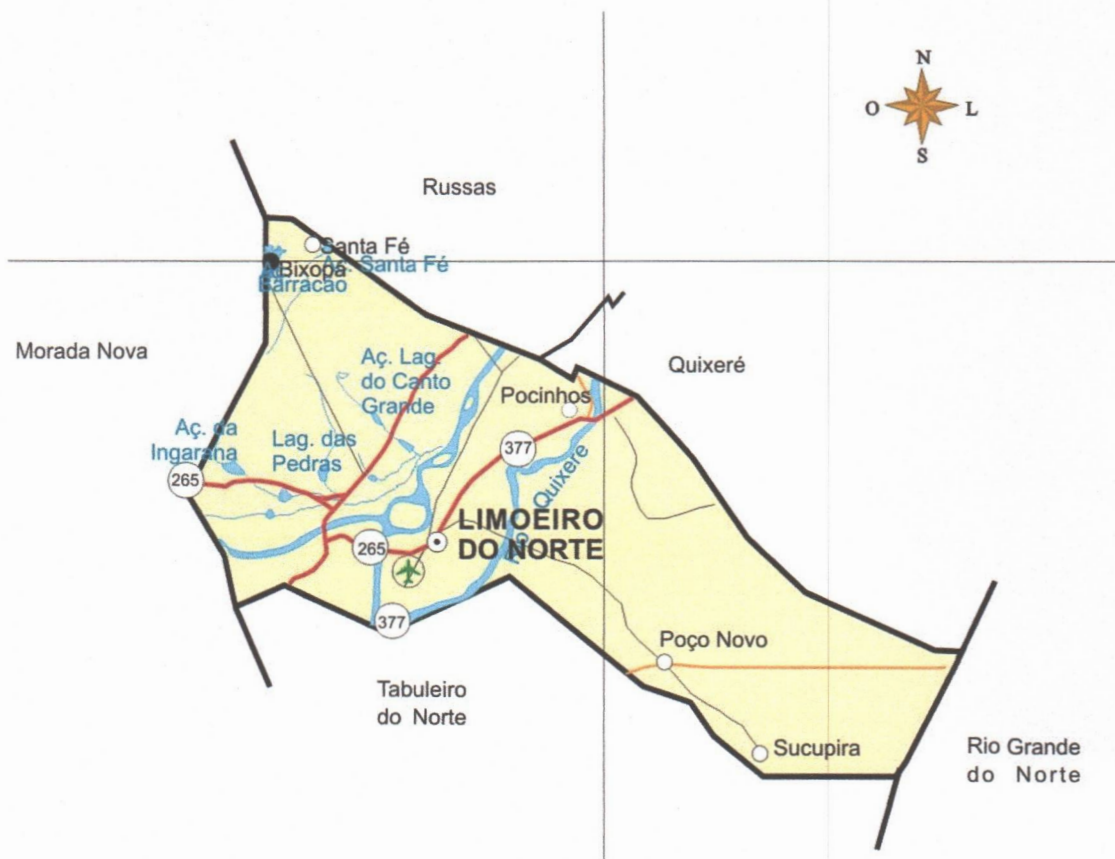 N
O
L
S
Russas
Santa Fé
Aç. Santa Fé
Bixopa
Barracão
Morada Nova
Aç. Lag.
do Canto
Grande
Quixeré
Pocinhos
Aç. da
Ingarana
Lag. das
Pedras
377
265
Quixere
LIMOEIRO
DO NORTE
265
377
Poço Novo
Tabuleiro
do Norte
Sucupira
Rio Grande
do Norte